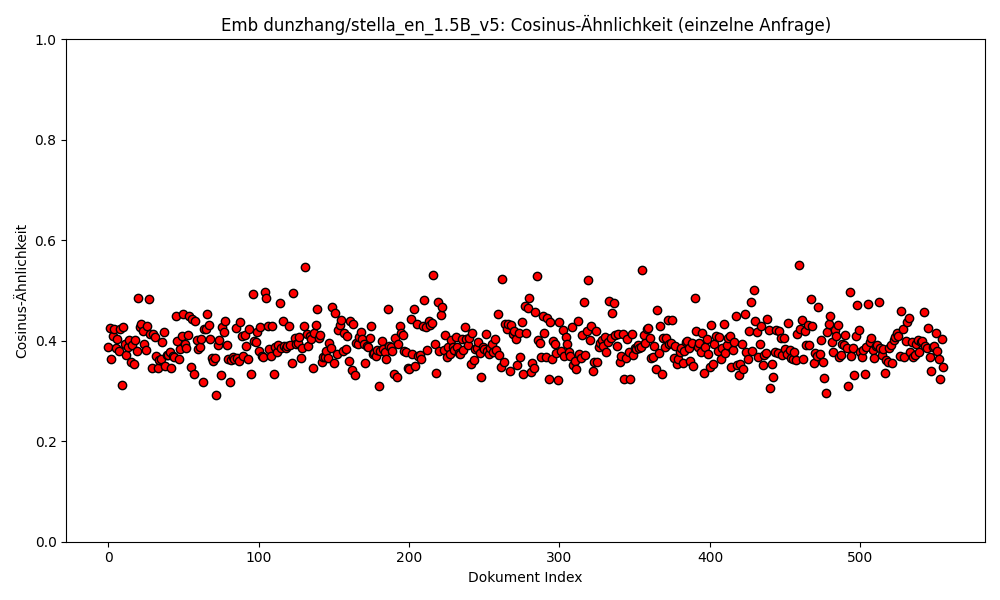 Emb dunzhang/stella_en_1.5B_v5: Cosinus-Ähnlichkeit (einzelne Anfrage)
1.0
0.8
0.6
0.4
0.2
0.0
Cosinus-Ähnlichkeit
0 100 200 300 400 500
Dokument Index